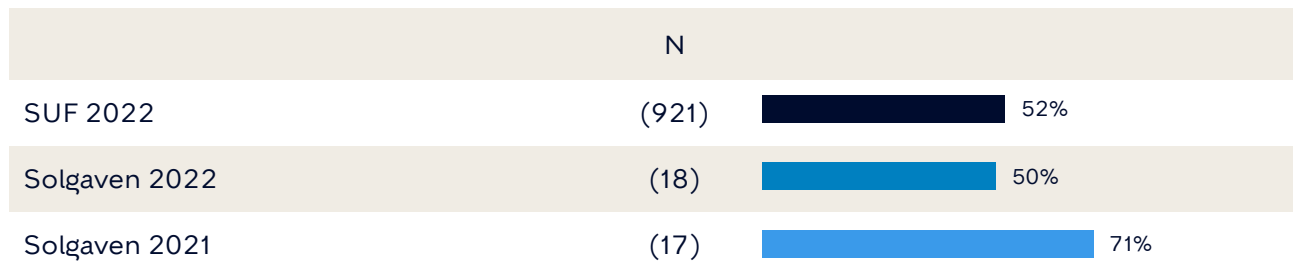 N
SUF 2022 (921) 52%
Solgaven 2022 (18) 50%
Solgaven 2021 (17) 71%